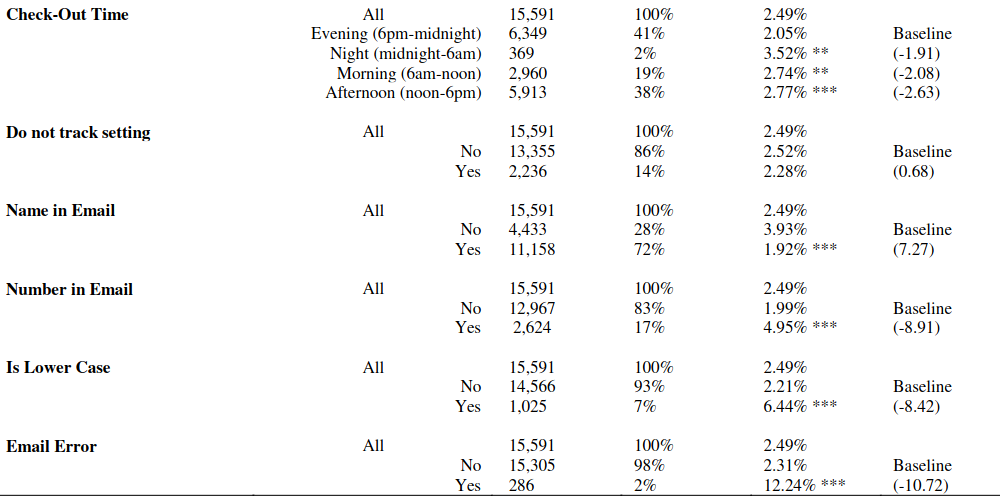 Check-Out Time All 15,591 100% 2.49%
Evening (6pm-midnight) 6,349 41% 2.05% Baseline
Night (midnight-6am) 369 2% 3.52% ** (-1.91)
Morning (6am-noon) 2,960 19% 2.74% ** (-2.08)
Afternoon (noon-6pm) 5,913 38% 2.77% *** (-2.63)
Do not track setting All 15,591 100% 2.49%
No 13,355 86% 2.52% Baseline
Yes 2,236 14% 2.28% (0.68)
Name in Email All 15,591 100% 2.49%
No 4,433 28% 3.93% Baseline
Yes 11,158 72% 1.92% *** (7.27)
Number in Email All 15,591 100% 2.49%
No 12,967 83% 1.99% Baseline
Yes 2,624 17% 4.95% *** (-8.91)
Is Lower Case All 15,591 100% 2.49%
No 14,566 93% 2.21% Baseline
Yes 1,025 7% 6.44% *** (-8.42)
Email Error All 15,591 100% 2.49%
No 15,305 98% 2.31% Baseline
Yes 286 2% 12.24% *** (-10.72)